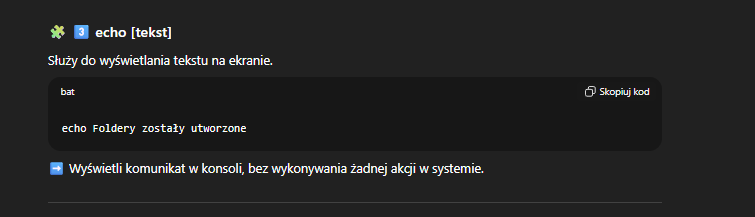 🧩 3️⃣ echo [tekst]
Służy do wyświetlania tekstu na ekranie.
bat
Skopiuj kod
echo Foldery zostały utworzone
➡️ Wyświetli komunikat w konsoli, bez wykonywania żadnej akcji w systemie.